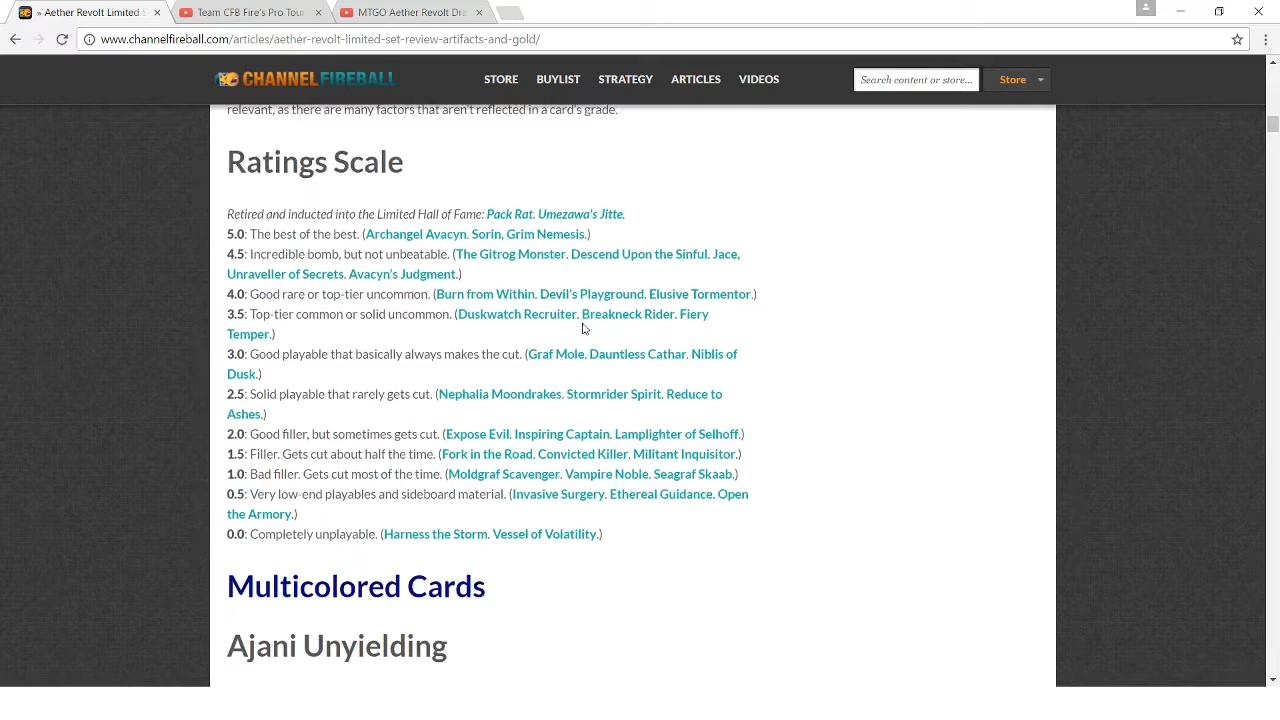 » Aether Revolt Limited S
Team CFB Fire's Pro Tour
MTGO Aether Revolt Dra
www.channelfireball.com/articles/aether-revolt-limited-set-review-artifacts-and-gold/
CHANNELFIREBALL
STORE BUYLIST STRATEGY ARTICLES VIDEOS
Search content or store...
Store
relevant, as there are many factors that aren't reflected in a card's grade.
Ratings Scale
Retired and inducted into the Limited Hall of Fame: Pack Rat. Umezawa's Jitte.
5.0: The best of the best. (Archangel Avacyn. Sorin, Grim Nemesis.)
4.5: Incredible bomb, but not unbeatable. (The Gitrog Monster. Descend Upon the Sinful. Jace,
Unraveller of Secrets. Avacyn's Judgment.)
4.0: Good rare or top-tier uncommon. (Burn from Within. Devil's Playground. Elusive Tormentor.)
3.5: Top-tier common or solid uncommon. (Duskwatch Recruiter. Breakneck Rider. Fiery
Temper.)
3.0: Good playable that basically always makes the cut. (Graf Mole. Dauntless Cathar. Niblis of
Dusk.)
2.5: Solid playable that rarely gets cut. (Nephalia Moondrakes. Stormrider Spirit. Reduce to
Ashes.)
2.0: Good filler, but sometimes gets cut. (Expose Evil. Inspiring Captain. Lamplighter of Selhoff.)
1.5: Filler. Gets cut about half the time. (Fork in the Road. Convicted Killer. Militant Inquisitor.)
1.0: Bad filler. Gets cut most of the time. (Moldgraf Scavenger. Vampire Noble. Seagraf Skaab.)
0.5: Very low-end playables and sideboard material. (Invasive Surgery. Ethereal Guidance. Open
the Armory.)
0.0: Completely unplayable. (Harness the Storm. Vessel of Volatility.)
Multicolored Cards
Ajani Unyielding